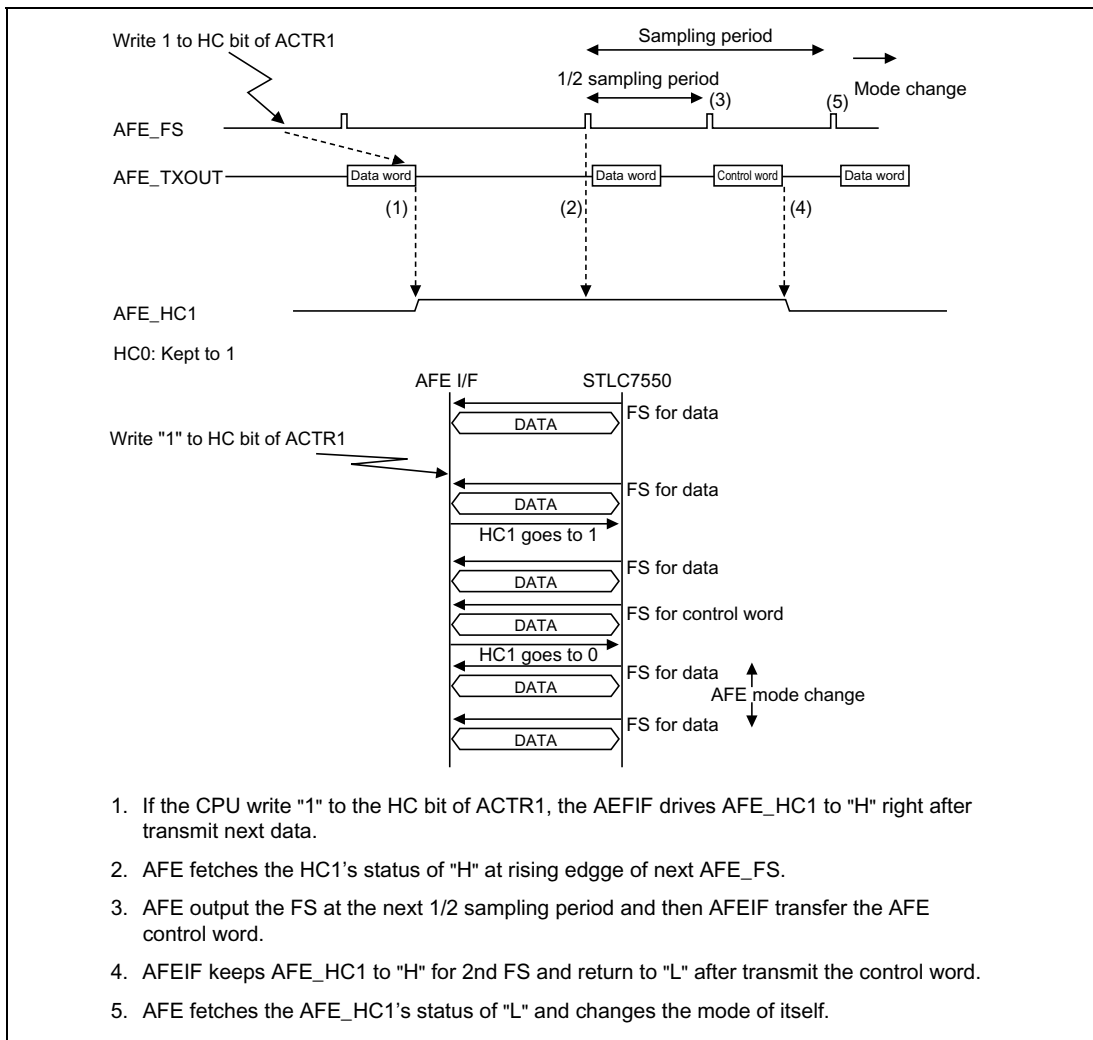 Write 1 to HC bit of ACTR1
Sampling period
1/2 sampling period
(3)
(5)
Mode change
AFE_FS
AFE_TXOUT
Data word
Data word
Control word
Data word
(1)
(2)
(4)
AFE_HC1
HC0: Kept to 1
AFE I/F
STLC7550
FS for data
DATA
Write "1" to HC bit of ACTR1
FS for data
DATA
HC1 goes to 1
FS for data
DATA
FS for control word
DATA
HC1 goes to 0
FS for data
DATA
AFE mode change
FS for data
DATA
1. If the CPU write "1" to the HC bit of ACTR1, the AEFIF drives AFE_HC1 to "H" right after
transmit next data.
2. AFE fetches the HC1's status of "H" at rising edgge of next AFE_FS.
3. AFE output the FS at the next 1/2 sampling period and then AFEIF transfer the AFE
control word.
4. AFEIF keeps AFE_HC1 to "H" for 2nd FS and return to "L" after transmit the control word.
5. AFE fetches the AFE_HC1's status of "L" and changes the mode of itself.